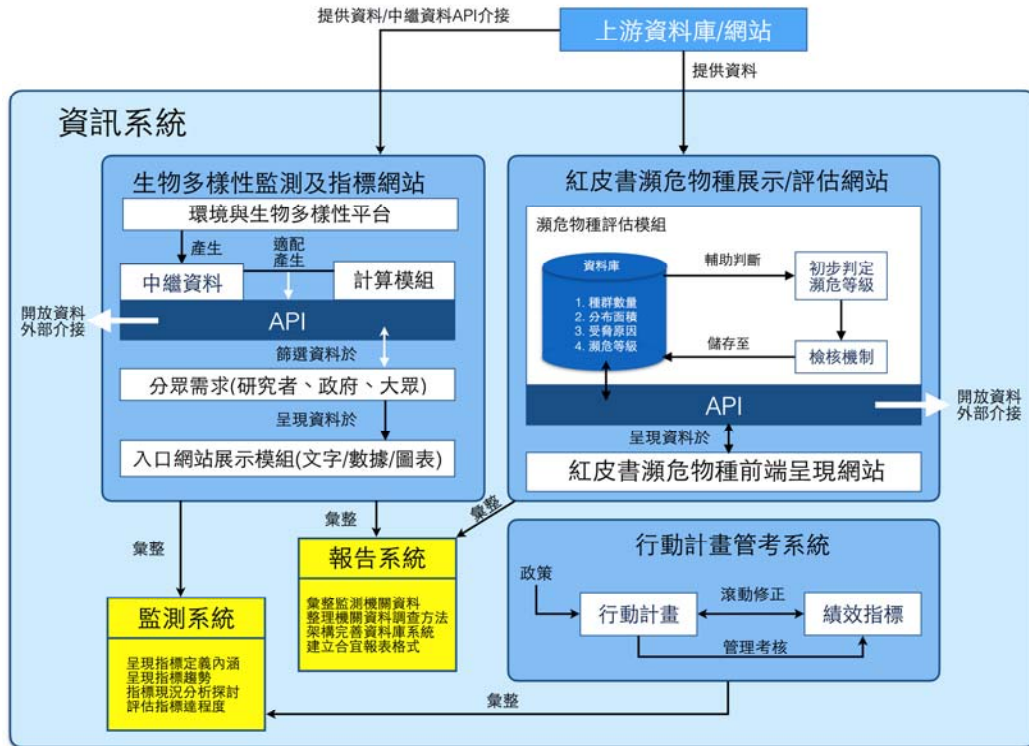 提供資料/中繼資料API介接
上游資料庫/網站
提供資料
資訊系統
生物多樣性監測及指標網站
環境與生物多樣性平台
產生
適配
產生
中繼資料
計算模組
API
開放資料
外部介接
篩選資料於
分眾需求(研究者、政府、大眾)
呈現資料於
入口網站展示模組(文字/數據/圖表)
紅皮書瀕危物種展示/評估網站
瀕危物種評估模組
資料庫
1. 種群數量
2. 分布面積
3. 受脅原因
4. 瀕危等級
輔助判斷
初步判定
瀕危等級
儲存至
檢核機制
API
開放資料
外部介接
呈現資料於
紅皮書瀕危物種前端呈現網站
彙整
彙整
彙整
報告系統
彙整監測機關資料
整理機關資料調查方法
架構完善資料庫系統
建立合宜報表格式
監測系統
呈現指標定義內涵
呈現指標趨勢
指標現況分析探討
評估指標達程度
行動計畫管考系統
政策
行動計畫
滾動修正
績效指標
管理考核
彙整